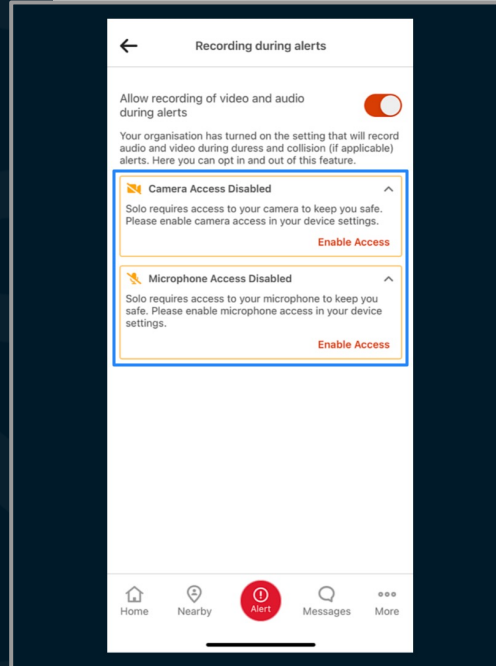 Recording during alerts
Allow recording of video and audio
during alerts
Your organisation has turned on the setting that will record
audio and video during duress and collision (if applicable)
alerts. Here you can opt in and out of this feature.
Camera Access Disabled
Solo requires access to your camera to keep you safe.
Please enable camera access in your device settings.
Enable Access
Microphone Access Disabled
Solo requires access to your microphone to keep you
safe. Please enable microphone access in your device
settings.
Enable Access
Home
Nearby
Alert
Messages
More